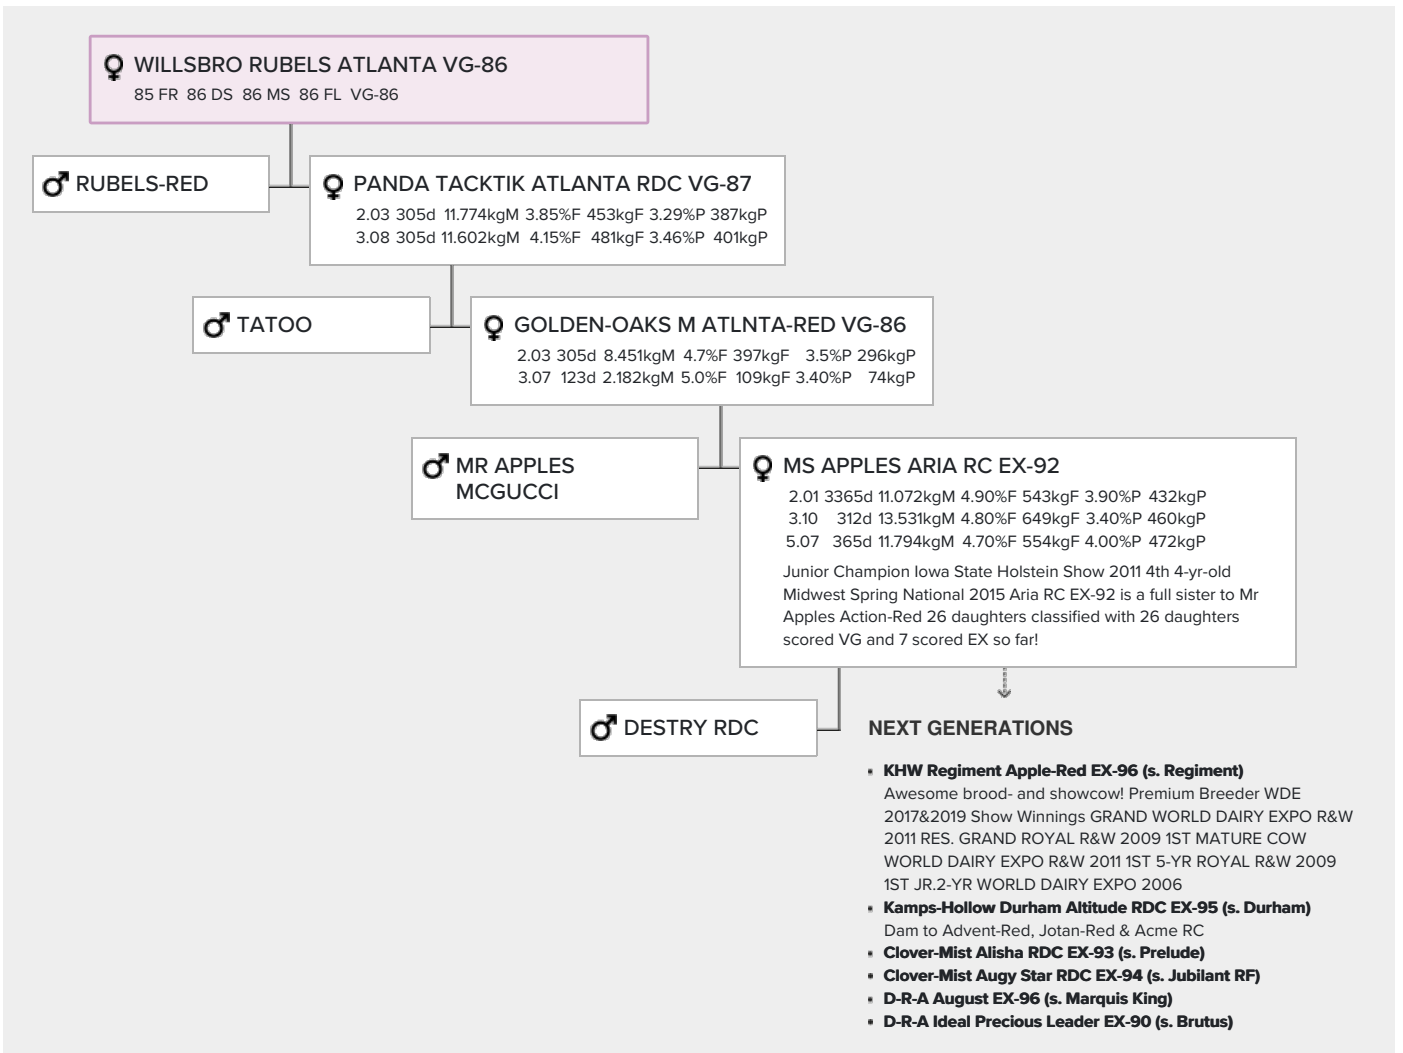 WILLSBRO RUBELS ATLANTA VG-86
85 FR 86 DS 86 MS 86 FL VG-86
RUBELS-RED
PANDA TACKTIK ATLANTA RDC VG-87
2.03 305d 11.774kgM 3.85%F 453kgF 3.29%P 387kgP
3.08 305d 11.602kgM 4.15%F 481kgF 3.46%P 401kgP
TATOO
GOLDEN-OAKS M ATLNTA-RED VG-86
2.03 305d 8.451kgM 4.7%F 397kgF 3.5%P 296kgP
3.07 123d 2.182kgM 5.0%F 109kgF 3.40%P 74kgP
MR APPLES
MCGUCCI
MS APPLES ARIA RC EX-92
2.01 3365d 11.072kgM 4.90%F 543kgF 3.90%P 432kgP
3.10 312d 13.531kgM 4.80%F 649kgF 3.40%P 460kgP
5.07 365d 11.794kgM 4.70%F 554kgF 4.00%P 472kgP
Junior Champion Iowa State Holstein Show 2011 4th 4-yr-old
Midwest Spring National 2015 Aria RC EX-92 is a full sister to Mr
Apples Action-Red 26 daughters classified with 26 daughters
scored VG and 7 scored EX so far!
DESTRY RDC
NEXT GENERATIONS
• KHW Regiment Apple-Red EX-96 (s. Regiment)
Awesome brood- and showcow! Premium Breeder WDE
2017&2019 Show Winnings GRAND WORLD DAIRY EXPO R&W
2011 RES. GRAND ROYAL R&W 2009 1ST MATURE COW
WORLD DAIRY EXPO R&W 2011 1ST 5-YR ROYAL R&W 2009
1ST JR.2-YR WORLD DAIRY EXPO 2006
• Kamps-Hollow Durham Altitude RDC EX-95 (s. Durham)
Dam to Advent-Red, Jotan-Red & Acme RC
• Clover-Mist Alisha RDC EX-93 (s. Prelude)
• Clover-Mist Augy Star RDC EX-94 (s. Jubilant RF)
• D-R-A August EX-96 (s. Marquis King)
• D-R-A Ideal Precious Leader EX-90 (s. Brutus)